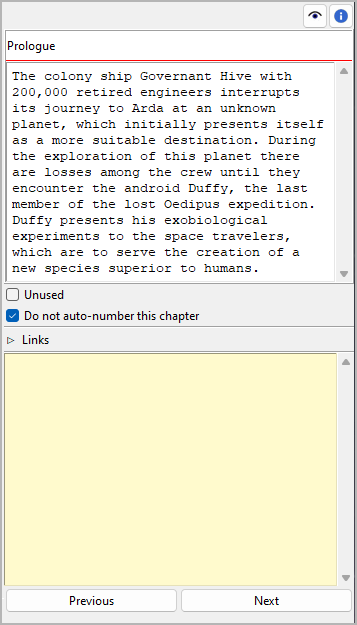 Prologue
The colony ship Governant Hive with
200,000 retired engineers interrupts
its journey to Arda at an unknown
planet, which initially presents itself
as a more suitable destination. During
the exploration of this planet there
are losses among the crew until they
encounter the android Duffy, the last
member of the lost Oedipus expedition.
Duffy presents his exobiological
experiments to the space travelers,
which are to serve the creation of a
new species superior to humans.
Unused
Do not auto-number this chapter
Links
Previous
Next